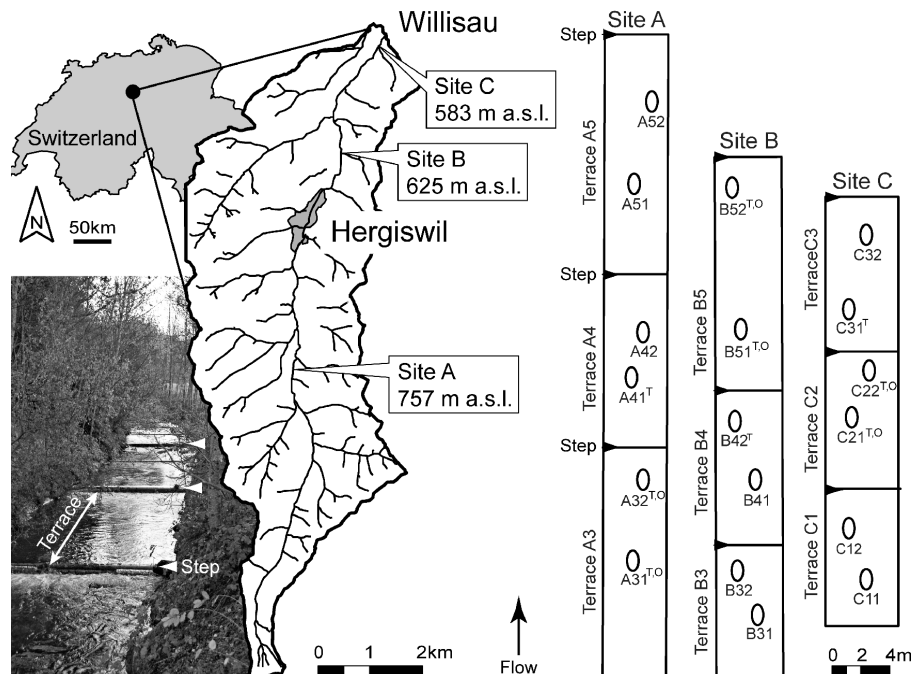 Willisau
Site C
583 m a.s.l.
Switzerland
Site B
625 m a.s.l.
N
50km
Hergiswil
Site A
757 m a.s.l.
Terrace
Step
0 1 2km
Flow
Site A
Step
Terrace A5
A52
A51
Step
Terrace A4
A42
A41ᵀ
Step
Terrace A3
A32ᵀ,ᴼ
A31ᵀ,ᴼ
Site B
Terrace B5
B52ᵀ,ᴼ
B51ᵀ,ᴼ
Terrace B4
B42ᵀ
B41
Terrace B3
B32
B31
Site C
TerraceC3
C32
C31ᵀ
Terrace C2
C22ᵀ,ᴼ
C21ᵀ,ᴼ
Terrace C1
C12
C11
0 2 4m